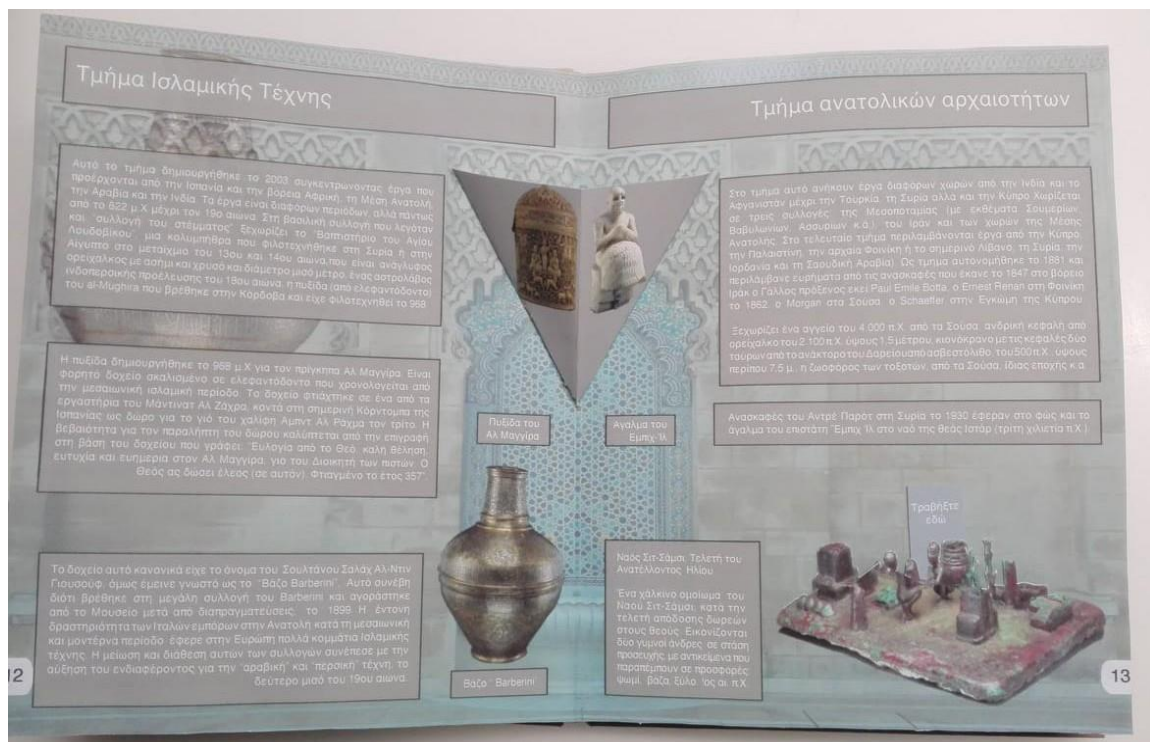 Τμήμα Ισλαμικής Τέχνης
Αυτό το τμήμα δημιουργήθηκε το 2003 συγκεντρώνοντας έργα που
προέρχονται από την Ισπανία και την βόρεια Αφρική, τη Μέση Ανατολή,
την Αραβία και την Ινδία. Τα έργα είναι διαφόρων περιόδων, αλλά πάντως
από το 622 μ.Χ μέχρι τον 19ο αιώνα. Στη βασιλική συλλογή που λεγόταν
και "συλλογή του στέμματος" ξεχωρίζει το "Βαπτιστήριο του Αγίου
Λουδοβίκου", μια κολυμπήθρα που φιλοτεχνήθηκε στη Συρία ή στην
Αίγυπτο στο μεταίχμιο του 13ου και 14ου αιώνα,που είναι ανάγλυφος
ορείχαλκος με ασήμι και χρυσό και διάμετρο μισό μέτρο, ένας αστρολάβος
ινδοπερσικής προέλευσης του 18ου αιώνα, η πυξίδα (από ελεφαντόδοντο)
του al-Mughira που βρέθηκε στην Κόρδοβα και είχε φιλοτεχνηθεί το 968.
Η πυξίδα δημιουργήθηκε το 968 μ.Χ για τον πρίγκηπα Αλ Μαγγίρα. Είναι
φορητό δοχείο σκαλισμένο σε ελεφαντόδοντο που χρονολογείται από
την μεσαιωνική ισλαμική περίοδο. Το δοχείο φτιάχτηκε σε ένα από τα
εργαστήρια του Μάντινατ Αλ Ζάχρα, κοντά στη σημερινή Κόρντομπα της
Ισπανίας ως δώρο για το γιό του χαλίφη Αμπντ Αλ Ραχμα τον τρίτο. Η
βεβαιότητα για τον παραλήπτη του δώρου καλύπτεται από την επιγραφή
στη βάση του δοχείου που γράφει: "Ευλογία από το Θεό, καλή θέληση,
ευτυχία και ευημερία στον Αλ Μαγγίρα, γιο του Διοικητή των πιστών. Ο
Θεός ας δώσει έλεος (σε αυτόν). Φτιαγμένο το έτος 357".
Το δοχείο αυτό κανονικά είχε το όνομα του Σουλτάνου Σαλάχ Αλ-Ντιν
Γιουσούφ, όμως έμεινε γνωστό ως το "Βάζο Barberini". Αυτό συνέβη
διότι βρέθηκε στη μεγάλη συλλογή του Barberini και αγοράστηκε
από το Μουσείο μετά από διαπραγματεύσεις, το 1899.Η έντονη
δραστηριότητα των Ιταλών εμπόρων στην Ανατολή κατά τη μεσαιωνική
και μοντέρνα περίοδο, έφερε στην Ευρώπη πολλά κομμάτια Ισλαμικής
τέχνης. Η μείωση και διάθεση αυτών των συλλογών συνέπεσε με την
αύξηση του ενδιαφέροντος για την "αραβική" και "περσική" τέχνη, το
δεύτερο μισό του 19ου αιώνα.
12
Πυξίδα του
Αλ Μαγγίρα
Βάζο " Barberini"
Τμήμα ανατολικών αρχαιοτήτων
Στο τμήμα αυτό ανήκουν έργα διάφορων χωρών από την Ινδία και το
Αφγανιστάν μέχρι την Τουρκία, τη Συρία αλλά και την Κύπρο. Χωρίζεται
σε τρεις συλλογές, της Μεσοποταμίας (με εκθέματα Σουμερίων,
Βαβυλωνίων, Ασσυρίων κ.ά.), του Ιράν και των χωρών της Μέσης
Ανατολής. Στο τελευταίο τμήμα περιλαμβάνονται έργα από την Κύπρο,
την Παλαιστίνη, την αρχαία Φοινίκη ή το σημερινό Λίβανο, τη Συρία, την
Ιορδανία και τη Σαουδική Αραβία). Ως τμήμα αυτονομήθηκε το 1881 και
περιλάμβανε ευρήματα από τις ανασκαφές που έκανε το 1847 στο βόρειο
Ιράκ ο Γάλλος πρόξενος εκεί Paul Emile Botta, ο Ernest Renan στη Φοινίκη
το 1862, ο Morgan στα Σούσα, ο Schaeffer στην Εγκώμη της Κύπρου.
Ξεχωρίζει ένα αγγείο του 4.000 π.Χ. από τα Σούσα, ανδρική κεφαλή από
ορείχαλκο του 2.100 π.Χ. ύψους 1,5 μέτρου, κιονόκρανο με τις κεφαλές δύο
ταύρων από το ανάκτορο του Δαρείου από ασβεστόλιθο, του 500 π.Χ. ύψους
περίπου 7,5 μ., η ζωοφόρος των τοξοτών, από τα Σούσα, ίδιας εποχής κ.α.
Ανασκαφές του Αντρέ Παρότ στη Συρία το 1930 έφεραν στο φώς και το
άγαλμα του επιστάτη Έμπιχ Ίλ στο ναό της θεάς Ιστάρ (τρίτη χιλιετία π.Χ.).
Άγαλμα του
Έμπιχ-Ίλ
Τραβήξτε
εδώ
Ναός Σιτ-Σάμσι, Τελετή του
Ανατέλλοντος Ηλίου
Ένα χάλκινο ομοίωμα του
Ναού Σιτ-Σάμσι, κατά την
τελετή απόδοσης δωρεών
στους θεούς. Εικονίζονται
δύο γυμνοί άνδρες, σε στάση
προσευχής, με αντικείμενα που
παραπέμπουν σε προσφορές:
ψωμί, βάζα, ξύλο. αι. π.Χ.
13